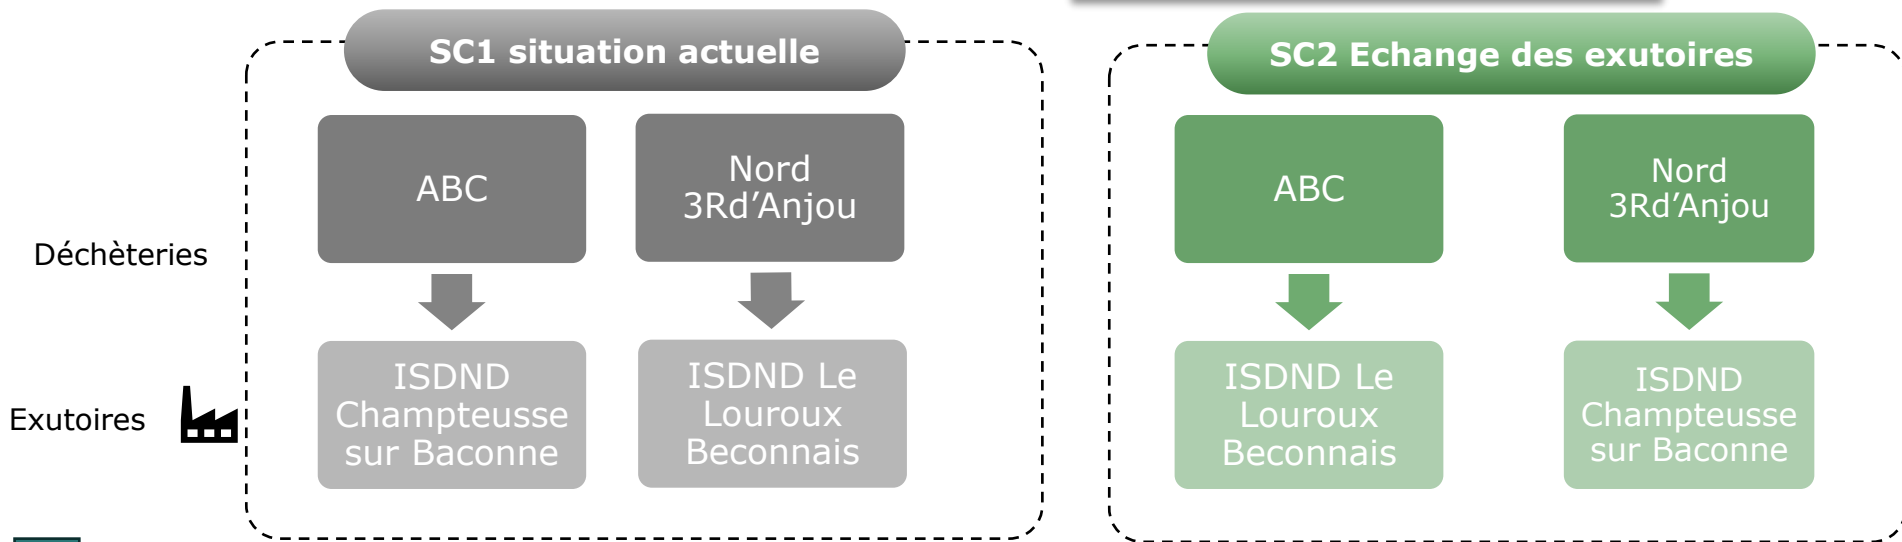 SC1 situation actuelle
SC2 Echange des exutoires
ABC
Nord
3Rd’Anjou
ABC
Nord
3Rd’Anjou
Déchèteries
ISDND
Champteusse
sur Baconne
ISDND Le
Louroux
Beconnais
ISDND Le
Louroux
Beconnais
ISDND
Champteusse
sur Baconne
Exutoires